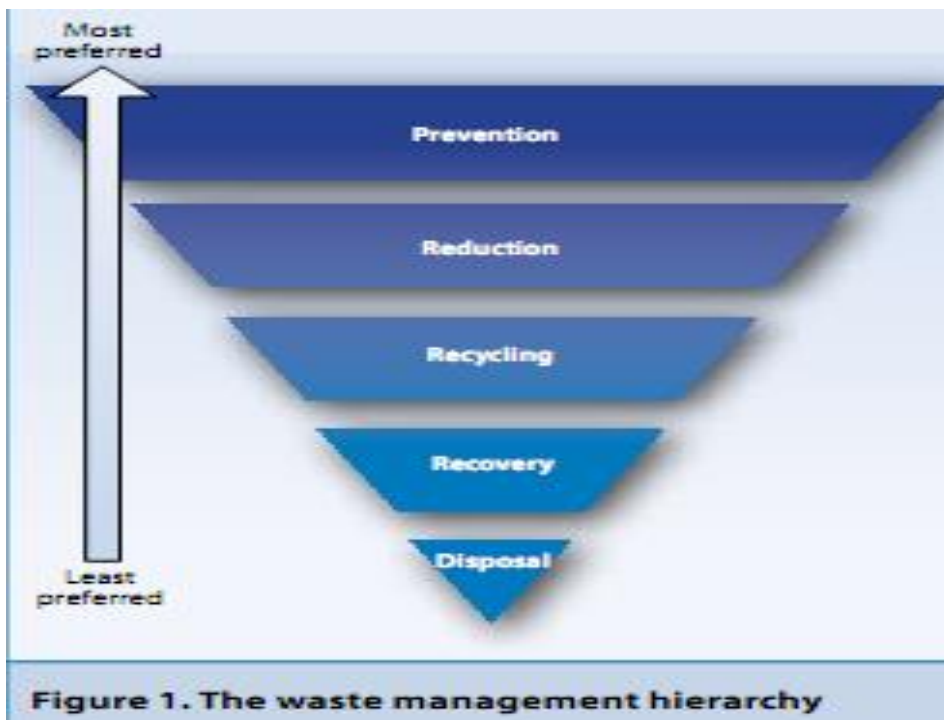 Most
preferred
Prevention
Reduction
Recycling
Recovery
Disposal
Least
preferred
Figure 1. The waste management hierarchy